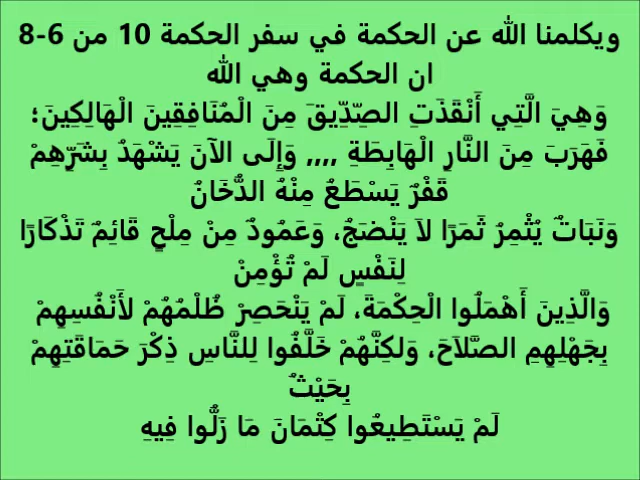 ويكلمنا الله عن الحكمة في سفر الحكمة 10 من 6-8
ان الحكمة وهي الله
وَهِيَ الَّتِي أَنْقَذَتِ الصِّدِّيقَ مِنَ الْمُنَافِقِينَ الْهَالِكِينَ؛
فَهَرَبَ مِنَ النَّارِ الْهَابِطَةِ ,,,, وَإِلَى الآنَ يَشْهَدُ بِشَرِّهِمْ
قَفْرٌ يَسْطَعُ مِنْهُ الدُّخَانُ
وَنَبَاتٌ يُثْمِرُ ثَمَرًا لاَ يَنْضَجُ، وَعَمُودٌ مِنْ مِلْحٍ قَائِمٌ تَذْكَارًا
لِنَفْسٍ لَمْ تُؤْمِنْ
وَالَّذِينَ أَهْمَلُوا الْحِكْمَةَ، لَمْ يَنْحَصِرْ ظُلْمُهُمْ لأَنْفُسِهِمْ
بِجَهْلِهِمِ الصَّلاَحَ، وَلكِنَّهُمْ خَلَّفُوا لِلنَّاسِ ذِكْرَ حَمَاقَتِهِمْ
بِحَيْثُ
لَمْ يَسْتَطِيعُوا كِتْمَانَ مَا زَلُّوا فِيهِ